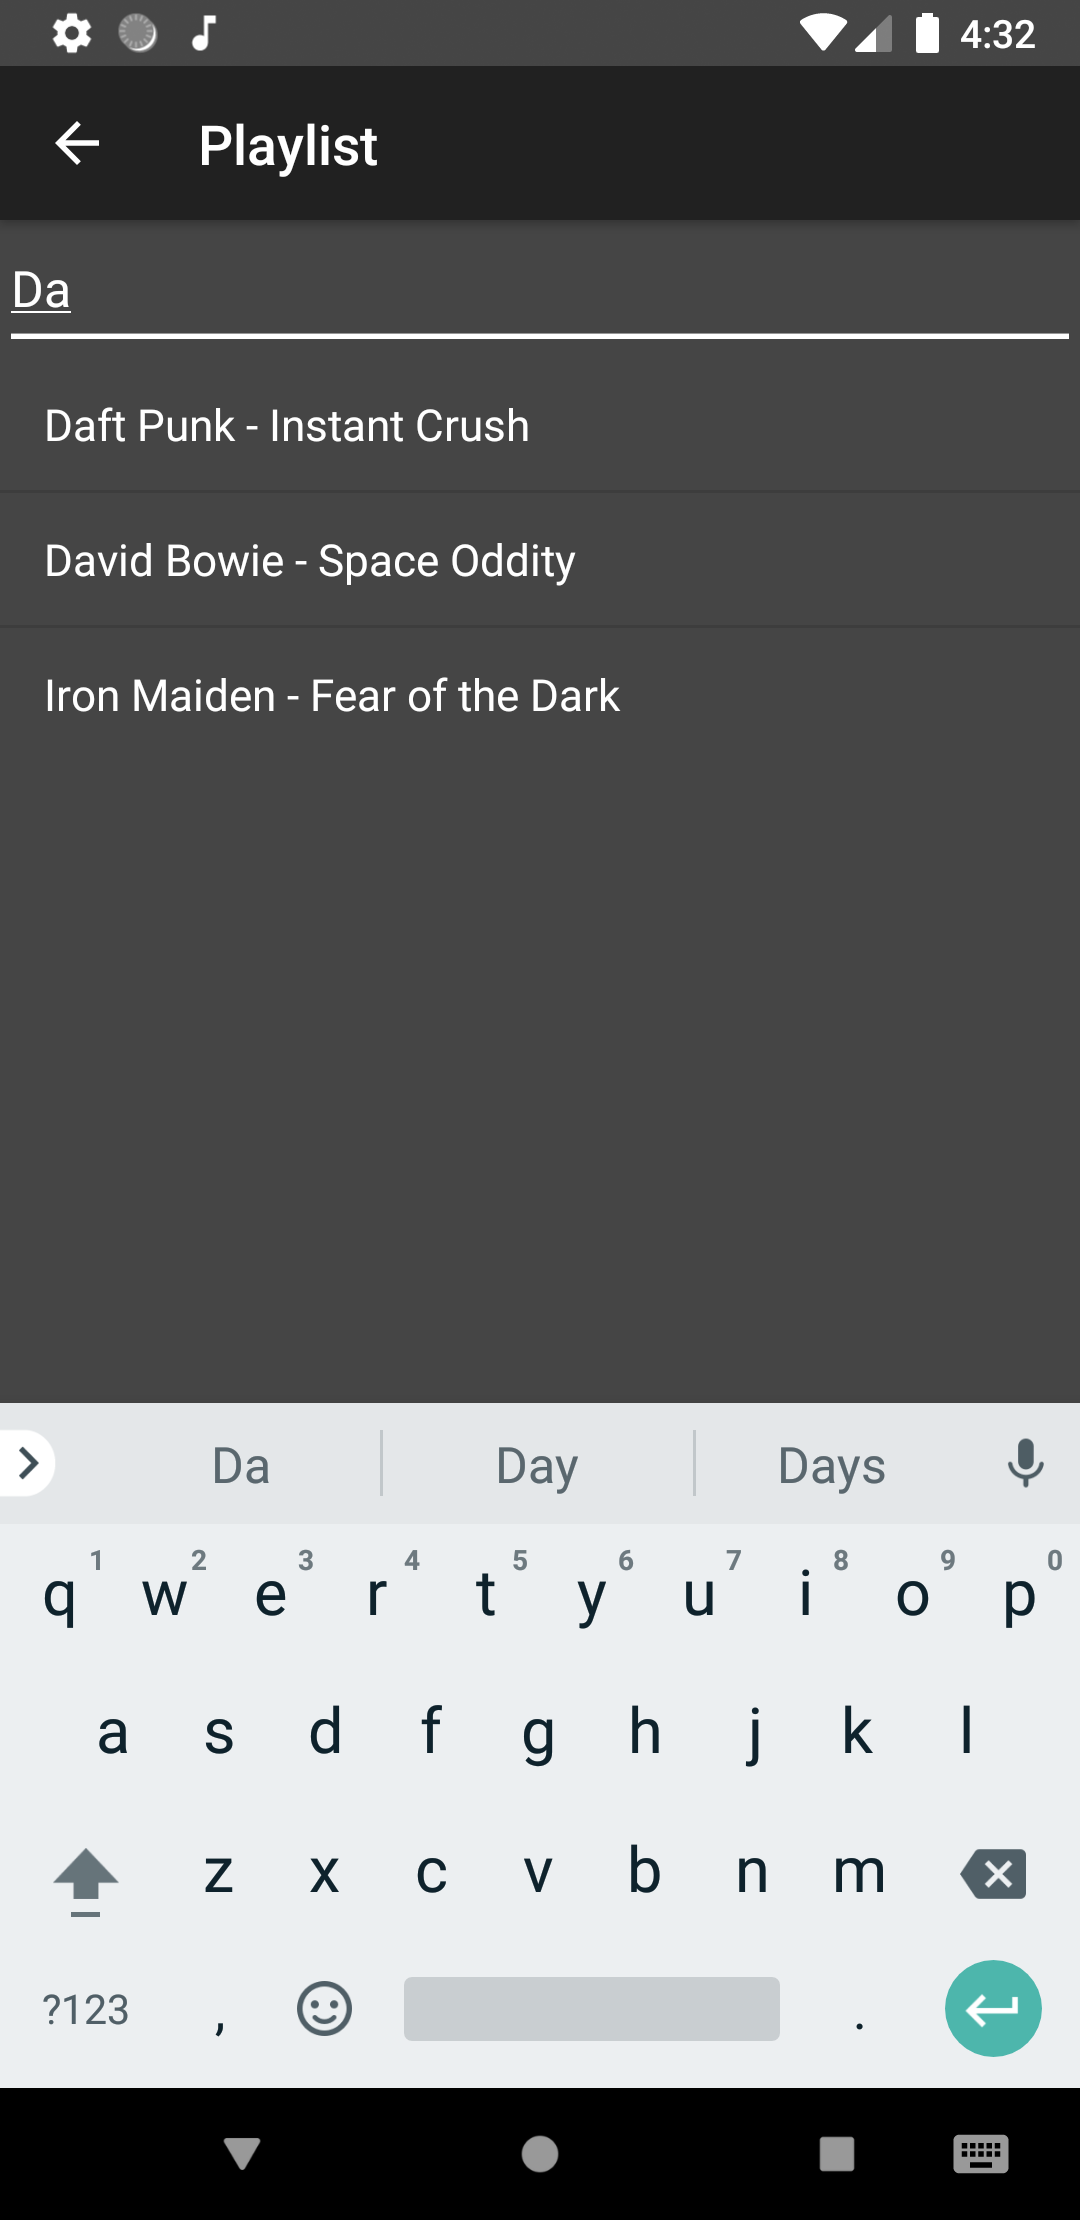 4:32
Playlist
Da
Daft Punk - Instant Crush
David Bowie - Space Oddity
Iron Maiden - Fear of the Dark
Da Day Days
1 2 3 4 5 6 7 8 9 0
q w e r t y u i o p
a s d f g h j k l
z x c v b n m
?123 , .